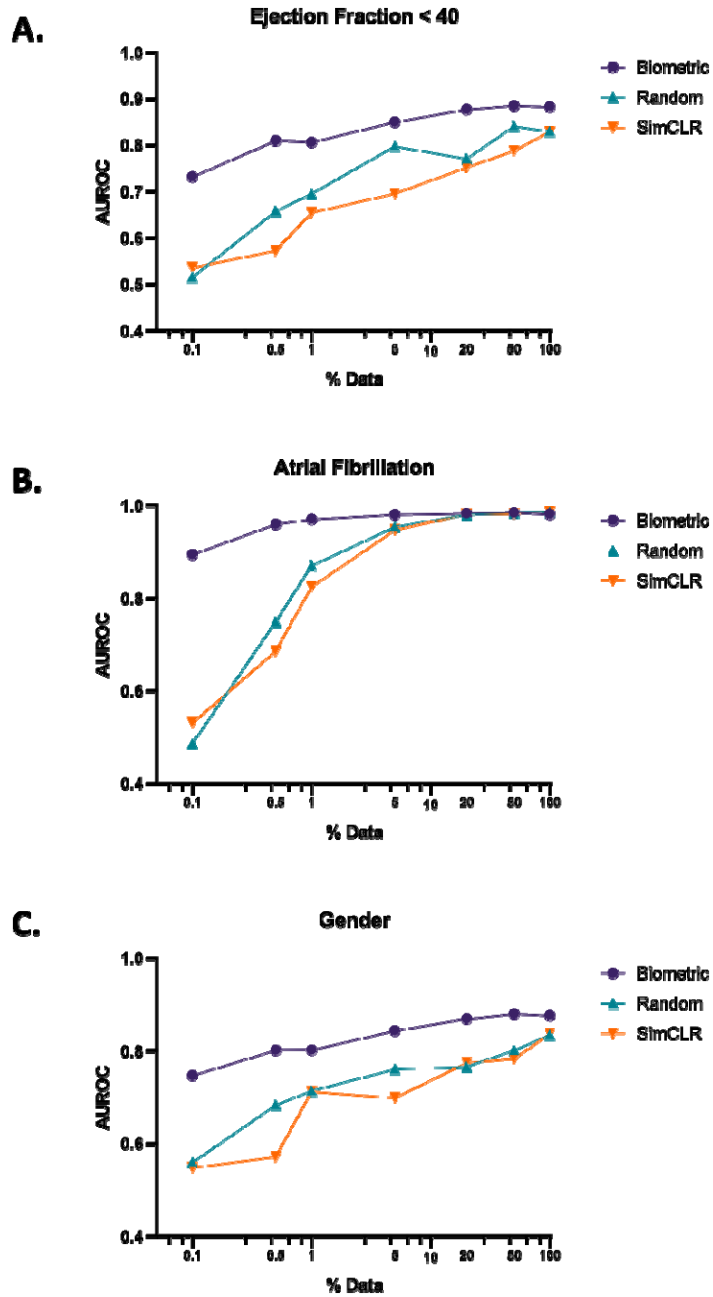 A.
Ejection Fraction < 40
1.0
0.9
0.8
0.7
0.6
0.5
0.4
AUROC
0.1 0.5 1 5 10 20 50 100
% Data
Biometric
Random
SimCLR
B.
Atrial Fibrillation
1.0
0.8
0.6
0.4
AUROC
0.1 0.5 1 5 10 20 50 100
% Data
Biometric
Random
SimCLR
C.
Gender
1.0
0.8
0.6
0.4
AUROC
0.1 0.5 1 5 10 20 50 100
% Data
Biometric
Random
SimCLR